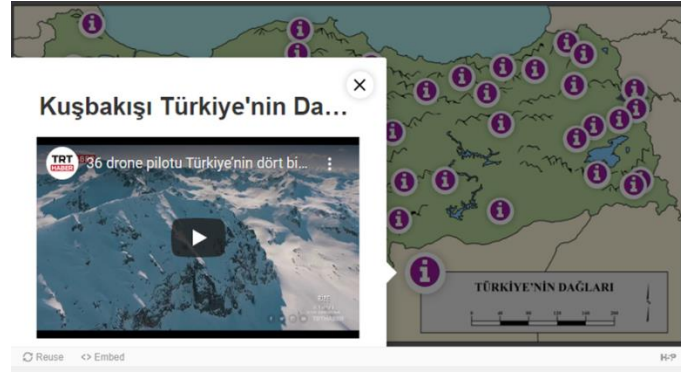 Kuşbakışı Türkiye'nin Da...
TRT
HABER
36 drone pilotu Türkiye'nin dört bi...
TÜRKİYE'NİN DAĞLARI
Reuse
<> Embed
H-P